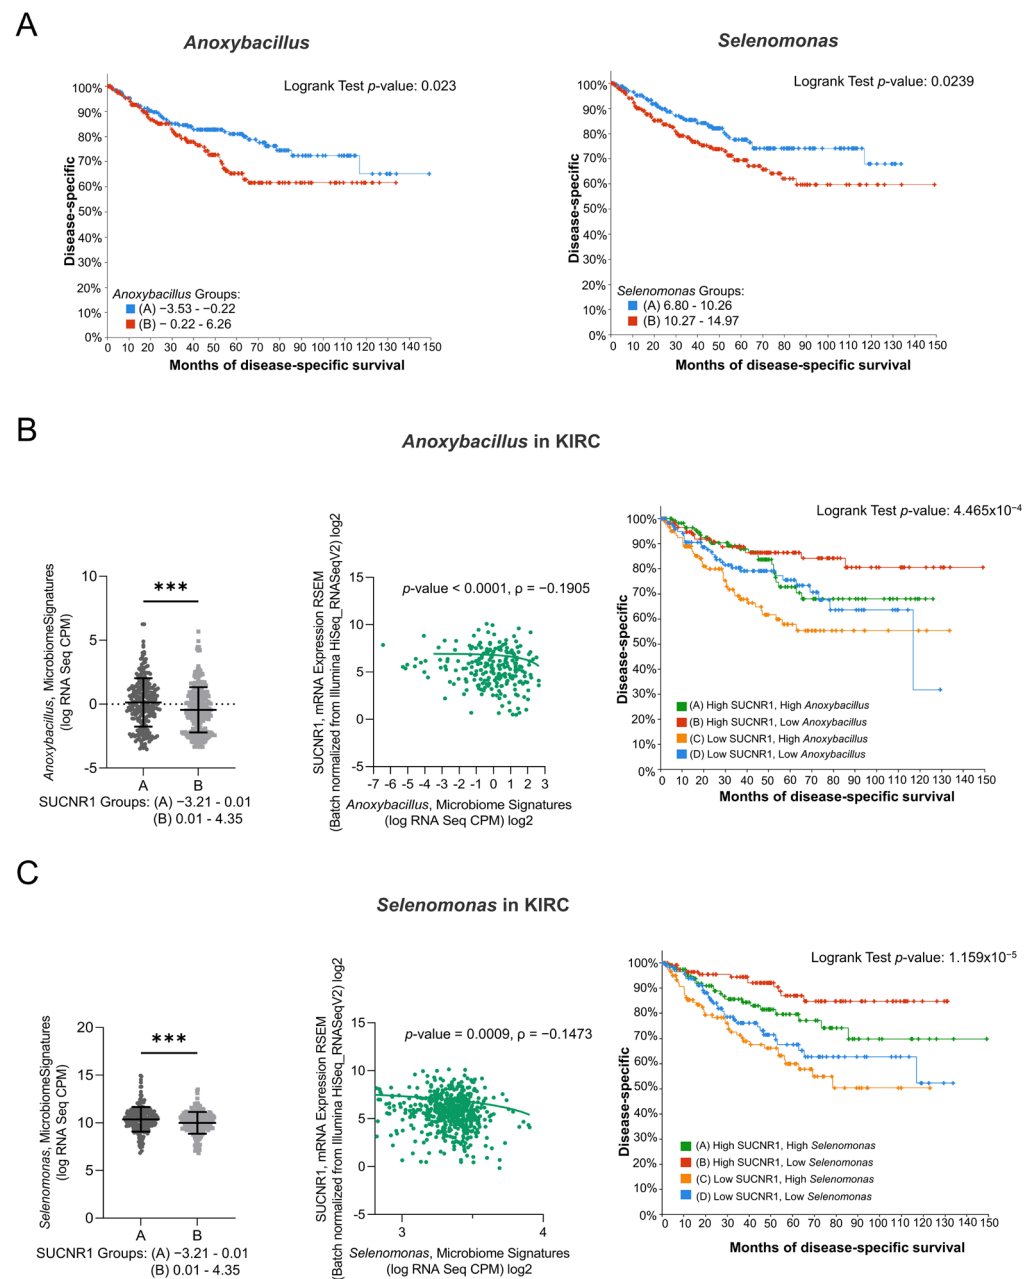 A
Anoxybacillus
Logrank Test p-value: 0.023
100%
90%
80%
70%
60%
50%
40%
30%
20%
10%
0%
Disease-specific
Anoxybacillus Groups:
(A) −3.53 - −0.22
(B) − 0.22 - 6.26
0 10 20 30 40 50 60 70 80 90 100 110 120 130 140 150
Months of disease-specific survival
Selenomonas
Logrank Test p-value: 0.0239
100%
90%
80%
70%
60%
50%
40%
30%
20%
10%
0%
Disease-specific
Selenomonas Groups:
(A) 6.80 - 10.26
(B) 10.27 - 14.97
0 10 20 30 40 50 60 70 80 90 100 110 120 130 140 150
Months of disease-specific survival
B
Anoxybacillus in KIRC
Anoxybacillus, MicrobiomeSignatures
(log RNA Seq CPM)
10
5
0
-5
***
A B
SUCNR1 Groups: (A) −3.21 - 0.01
(B) 0.01 - 4.35
SUCNR1, mRNA Expression RSEM
(Batch normalized from Illumina HiSeq_RNASeqV2) log2
15
10
5
0
-5
p-value < 0.0001, ρ = −0.1905
-7 -6 -5 -4 -3 -2 -1 0 1 2 3
Anoxybacillus, Microbiome Signatures
(log RNA Seq CPM) log2
Logrank Test p-value: 4.465x10⁻⁴
100%
90%
80%
70%
60%
50%
40%
30%
20%
10%
0%
Disease-specific
(A) High SUCNR1, High Anoxybacillus
(B) High SUCNR1, Low Anoxybacillus
(C) Low SUCNR1, High Anoxybacillus
(D) Low SUCNR1, Low Anoxybacillus
0 10 20 30 40 50 60 70 80 90 100 110 120 130 140 150
Months of disease-specific survival
C
Selenomonas in KIRC
Selenomonas, MicrobiomeSignatures
(log RNA Seq CPM)
20
15
10
5
0
***
A B
SUCNR1 Groups: (A) −3.21 - 0.01
(B) 0.01 - 4.35
SUCNR1, mRNA Expression RSEM
(Batch normalized from Illumina HiSeq_RNASeqV2) log2
15
10
5
0
-5
p-value = 0.0009, ρ = −0.1473
3 4
Selenomonas, Microbiome Signatures
(log RNA Seq CPM) log2
Logrank Test p-value: 1.159x10⁻⁵
100%
90%
80%
70%
60%
50%
40%
30%
20%
10%
0%
Disease-specific
(A) High SUCNR1, High Selenomonas
(B) High SUCNR1, Low Selenomonas
(C) Low SUCNR1, High Selenomonas
(D) Low SUCNR1, Low Selenomonas
0 10 20 30 40 50 60 70 80 90 100 110 120 130 140 150
Months of disease-specific survival